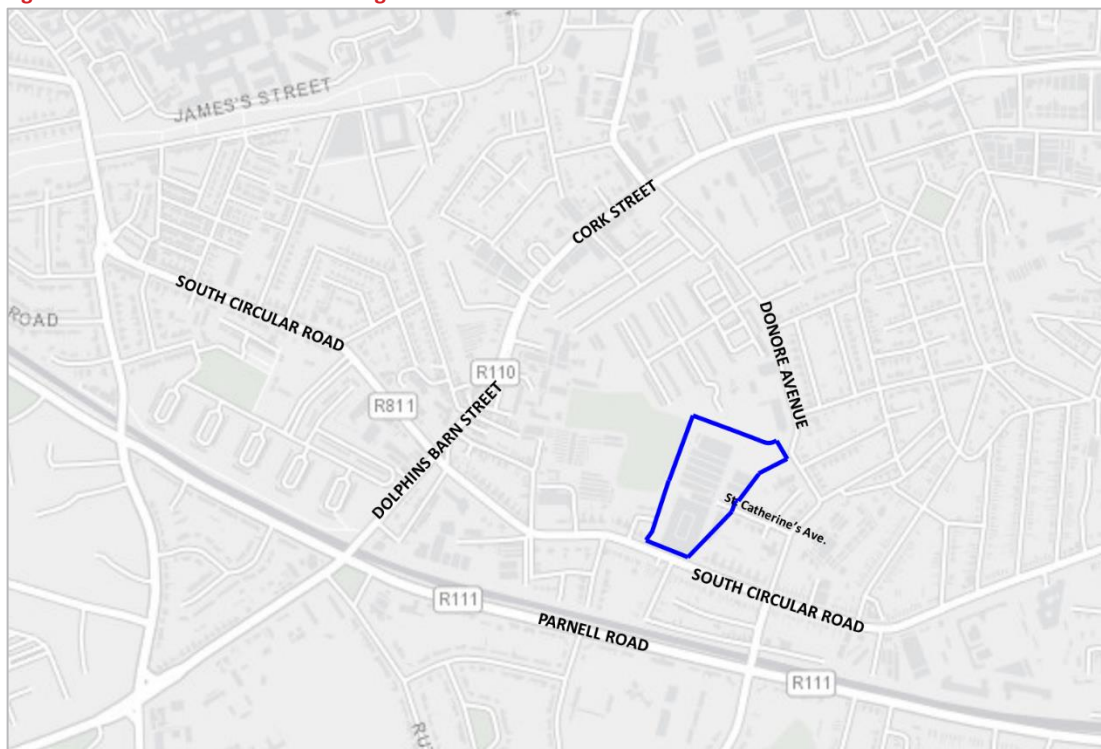 JAMES'S STREET
CORK STREET
SOUTH CIRCULAR ROAD
ROAD
DONORE AVENUE
R110
R811
DOLPHINS BARN STREET
St. Catherine's Ave.
SOUTH CIRCULAR ROAD
R111
PARNELL ROAD
R111